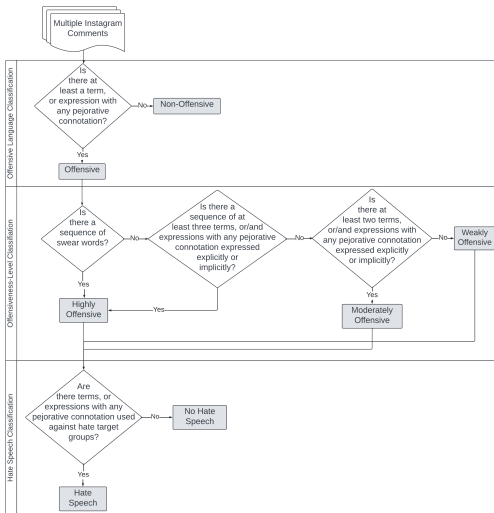 Multiple Instagram
Comments
Offensive Language Classification
Is
there at
least a term,
or expression with
any pejorative
connotation?
No
Non-Offensive
Yes
Offensive
Offensiveness-Level Classifiation
Is
there a
sequence of
swear words?
No
Is there a
sequence of at
least three terms, or/and
expressions with any pejorative
connotation expressed
explicitly or
implicitly?
No
Is
there at
least two terms,
or/and expressions with
any pejorative connotation
expressed explicitly
or implicitly?
No
Weakly
Offensive
Yes
Highly
Offensive
Yes
Yes
Moderately
Offensive
Hate Speech Classification
Are
there terms, or
expressions with any
pejorative connotation used
against hate target
groups?
No
No Hate
Speech
Yes
Hate
Speech